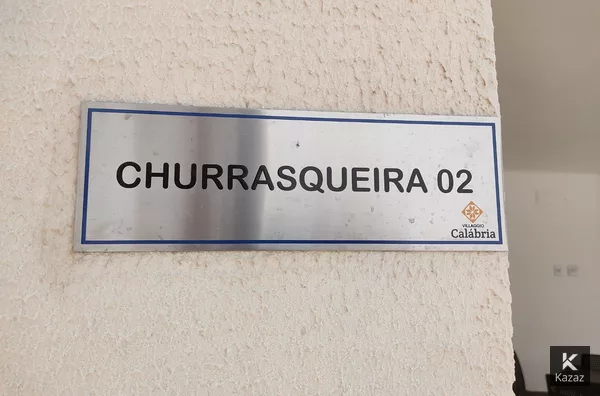 CHURRASQUEIRA 02
VILLAGGIO
Calábria
K
Kazaz